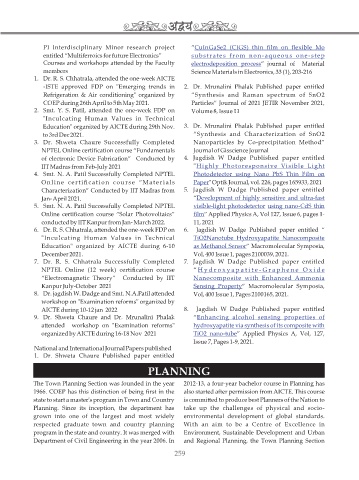 अद्वय
PI interdisciplinary Minor research project
entitled "Multiferroics for future Electronics"
Courses and workshops attended by the Faculty
members
1. Dr. R. S. Chhatrala, attended the one-week AICTE
-ISTE approved FDP on "Emerging trends in
Refrigeration & Air conditioning" organized by
COEP during 26th April to 5th May 2021.
2. Smt. Y. S. Patil, attended the one-week FDP on
"Inculcating Human Values in Technical
Education" organized by AICTE during 29th Nov.
to 3rd Dec 2021.
3. Dr. Shweta Chaure Successfully Completed
NPTEL Online certification course "Fundamentals
of electronic Device Fabrication" Conducted by
IIT Madras from Feb-July 2021
4. Smt. N. A. Patil Successfully Completed NPTEL
Online certification course "Materials
Characterization" Conducted by IIT Madras from
Jan–April 2021.
5. Smt. N. A. Patil Successfully Completed NPTEL
Online certification course "Solar Photovoltaics"
conducted by IIT Kanpur from Jan–March 2022.
6. Dr. R. S. Chhatrala, attended the one-week FDP on
"Inculcating Human Values in Technical
Education" organized by AICTE during 6-10
December 2021.
7. Dr. R. S. Chhatrala Successfully Completed
NPTEL Online (12 week) certification course
"Electromagnetic Theory" Conducted by IIT
Kanpur July-October 2021
8. Dr. jagdish W. Dadge and Smt. N.A.Patil attended
workshop on "Examination reforms" organized by
AICTE during 10-12 jan 2022
9. Dr. Shweta Chaure and Dr. Mrunalini Phalak
attended workshop on "Examination reforms"
organized by AICTE during 16-18 Nov 2021
National and International Journal Papers published
1. Dr. Shweta Chaure Published paper entitled
"CuInGaSe2 (CIGS) thin film on flexible Mo
substrates from non-aqueous one-step
electrodeposition process" journal of Material
Science Materials in Electronics, 33 (1), 203-216
2. Dr. Mrunalini Phalak Published paper entitled
"Synthesis and Raman spectrum of SnO2
Particles" Journal of 2021 JETIR November 2021,
Volume 8, Issue 11
3. Dr. Mrunalini Phalak Published paper entitled
"Synthesis and Characterization of SnO2
Nanoparticles by Co-precipitation Method"
Journal of Geoscience Journal
4. Jagdish W Dadge Published paper entitled
"Highly Photoresponsive Visible Light
Photodetector using Nano PbS Thin Film on
Paper" Optik Journal, vol. 226, pages 165933, 2021
5. Jagdish W Dadge Published paper entitled
"Development of highly sensitive and ultra-fast
visible-light photodetector using nano-CdS thin
film" Applied Physics A, Vol 127, Issue 6, pages 1-
11, 2021
6. Jagdish W Dadge Published paper entitled "
TiO2Nanotube Hydroxyapatite Nanocomposite
as Methanol Sensor" Macromolecular Symposia,
Vol, 400 Issue 1, pages 2100059, 2021.
7. Jagdish W Dadge Published paper entitled
"Hydroxyapatite-Graphene Oxide
Nanocomposite with Enhanced Ammonia
Sensing Property" Macromolecular Symposia,
Vol, 400 Issue 1, Pages 2100165, 2021.
8. Jagdish W Dadge Published paper entitled
"Enhancing alcohol sensing properties of
hydroxyapatite via synthesis of its composite with
TiO2 nano-tube" Applied Physics A, Vol, 127,
Issue 7, Pages 1-9, 2021.
PLANNING
The Town Planning Section was founded in the year
1966. COEP has this distinction of being first in the
state to start a master's program in Town and Country
Planning. Since its inception, the department has
grown into one of the largest and most widely
respected graduate town and country planning
program in the state and country. It was merged with
Department of Civil Engineering in the year 2006. In
2012-13, a four-year bachelor course in Planning has
also started after permission from AICTE. This course
is committed to produce best Planners of the Nation to
take up the challenges of physical and socio-
environmental development of global standards.
With an aim to be a Centre of Excellence in
Environment, Sustainable Development and Urban
and Regional Planning, the Town Planning Section
259